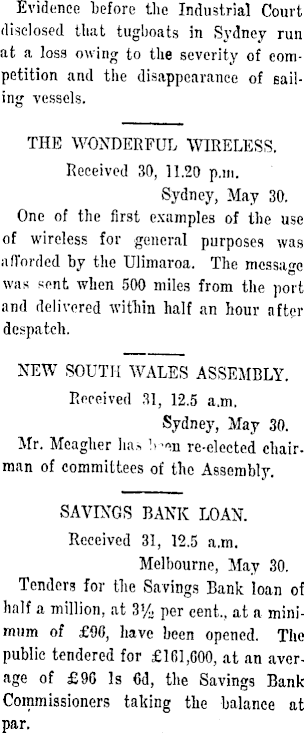 Evidence before the Industrial Court
disclosed that tugboats in Sydney run
at a loss owing to the severity of com-
petition and the disappearance of sail-
ing vessels.
THE WONDERFUL WIRELESS.
Received 30, 11.20 p.m.
Sydney, May 30.
One of the first examples of the use
of wireless for general purposes was
afforded by the Ulimaroa. The message
was sent when 500 miles from the port
and delivered within half an hour after
despatch.
NEW SOUTH WALES ASSEMBLY.
Received 31, 12.5 a.m.
Sydney, May 30.
Mr. Meagher has been re-elected chair-
man of committees of the Assembly.
SAVINGS BANK LOAN.
Received 31, 12.5 a.m.
Melbourne, May 30.
Tenders for the Savings Bank loan of
half a million, at 3½ per cent., at a mini-
mum of £96, have been opened. The
public tendered for £161,600, at an aver-
age of £96 1s 6d, the Savings Bank
Commissioners taking the balance at
par.